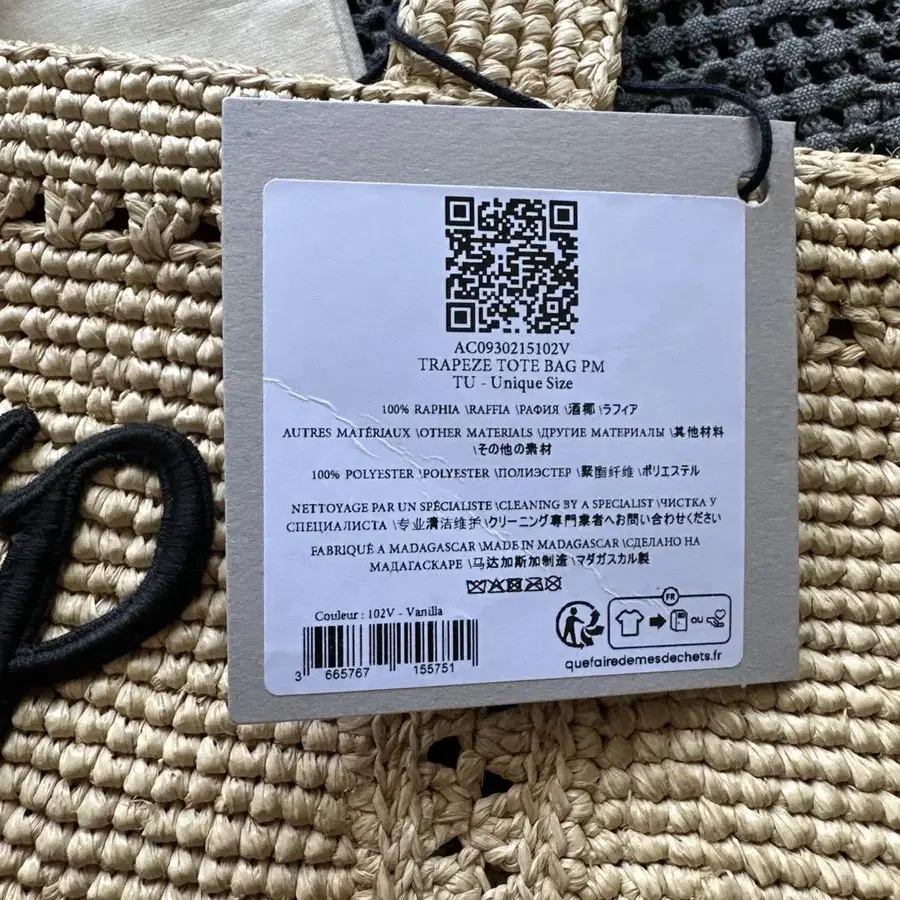 AC0930215102V
TRAPEZE TOTE BAG PM
TU - Unique Size
100% RAPHIA \RAFFIA \РАФИЯ \酒椰 \ラフィア
AUTRES MATÉRIAUX \OTHER MATERIALS \ДРУГИЕ МАТЕРИАЛЫ \其他材料
\その他の素材
100% POLYESTER \POLYESTER \ПОЛИЭСТЕР \聚酯纤维 \ポリエステル
NETTOYAGE PAR UN SPÉCIALISTE \CLEANING BY A SPECIALIST \ЧИСТКА У
СПЕЦИАЛИСТА \专业清洁维护 \クリーニング専門業者へお問い合わせください
FABRIQUÉ A MADAGASCAR \MADE IN MADAGASCAR \СДЕЛАНО НА
МАДАГАСКАРЕ \马达加斯加制造 \マダガスカル製
Couleur : 102V - Vanilla
3 665767 155751
FR
OU
quefairedemesdechets.fr